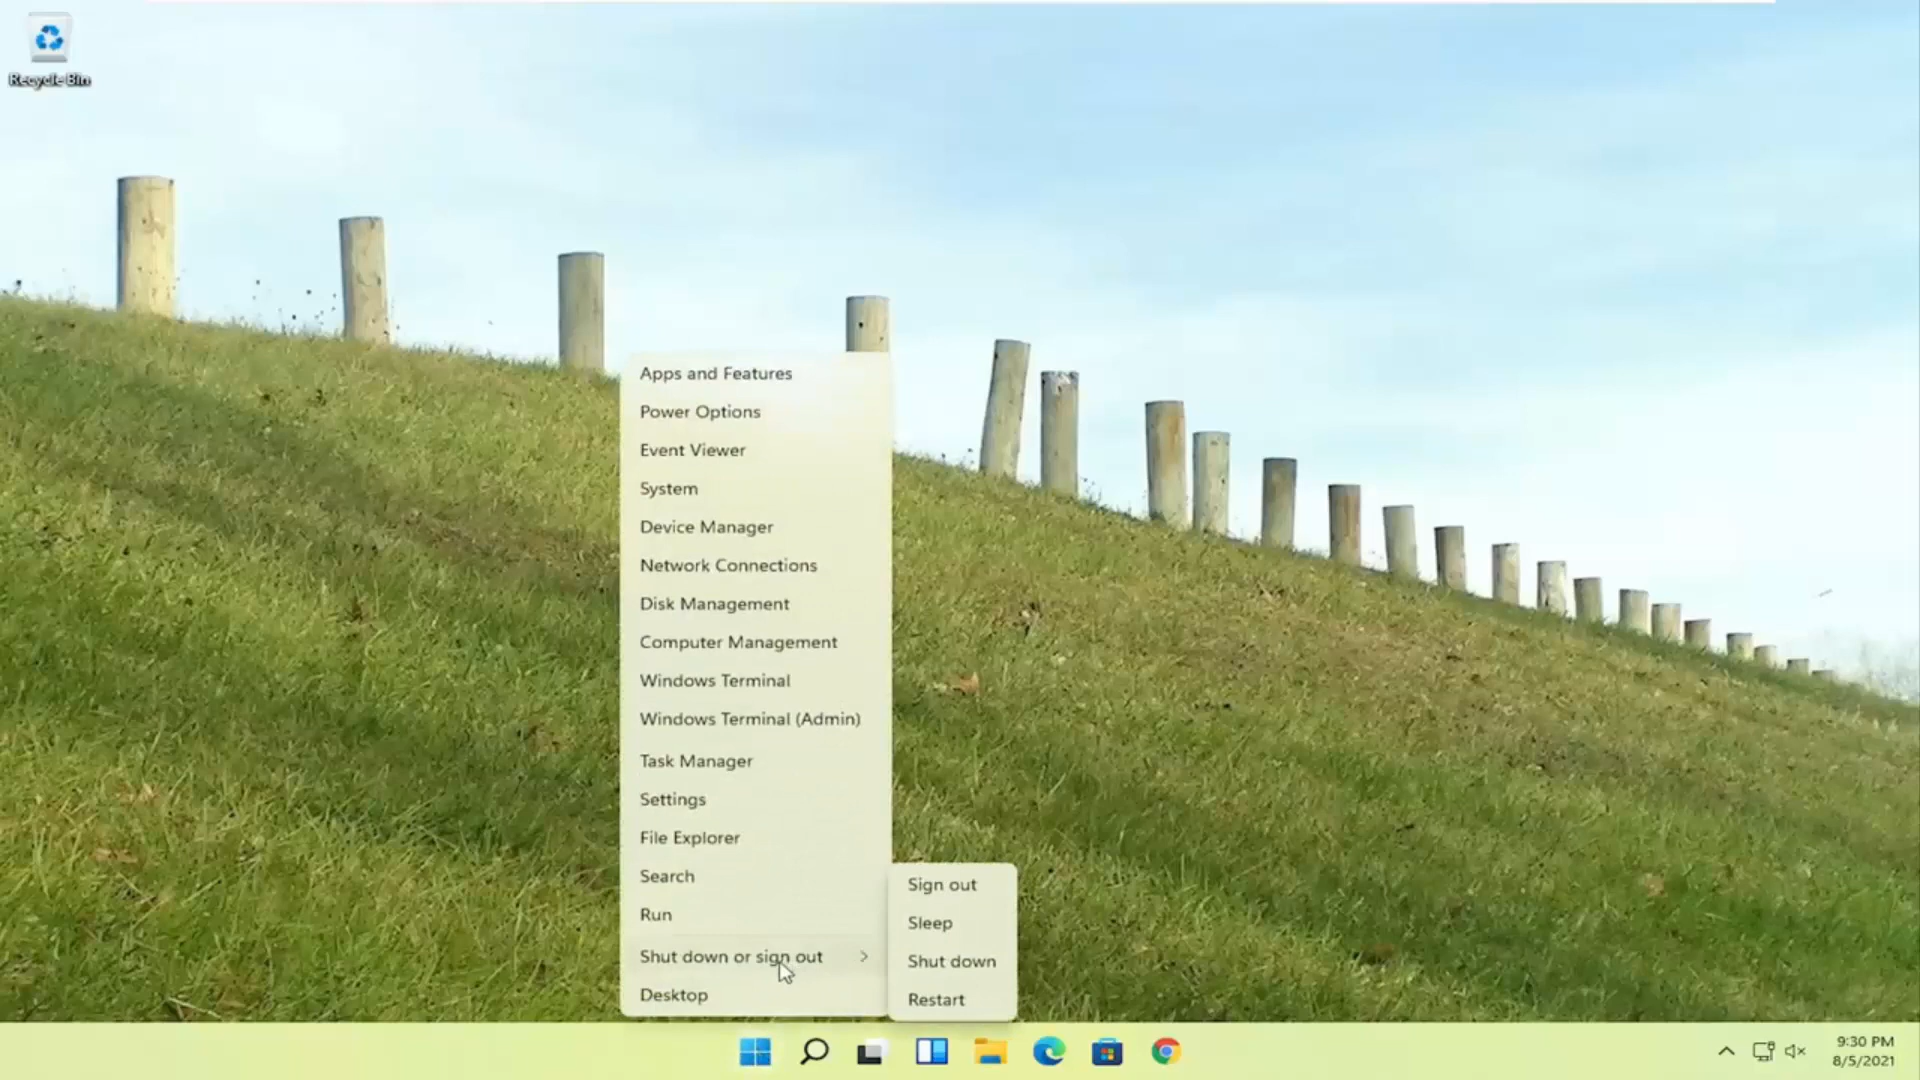 Recycle Bin
Apps and Features
Power Options
Event Viewer
System
Device Manager
Network Connections
Disk Management
Computer Management
Windows Terminal
Windows Terminal (Admin)
Task Manager
Settings
File Explorer
Search
Run
Shut down or sign out
Desktop
Sign out
Sleep
Shut down
Restart
9:30 PM
8/5/2021